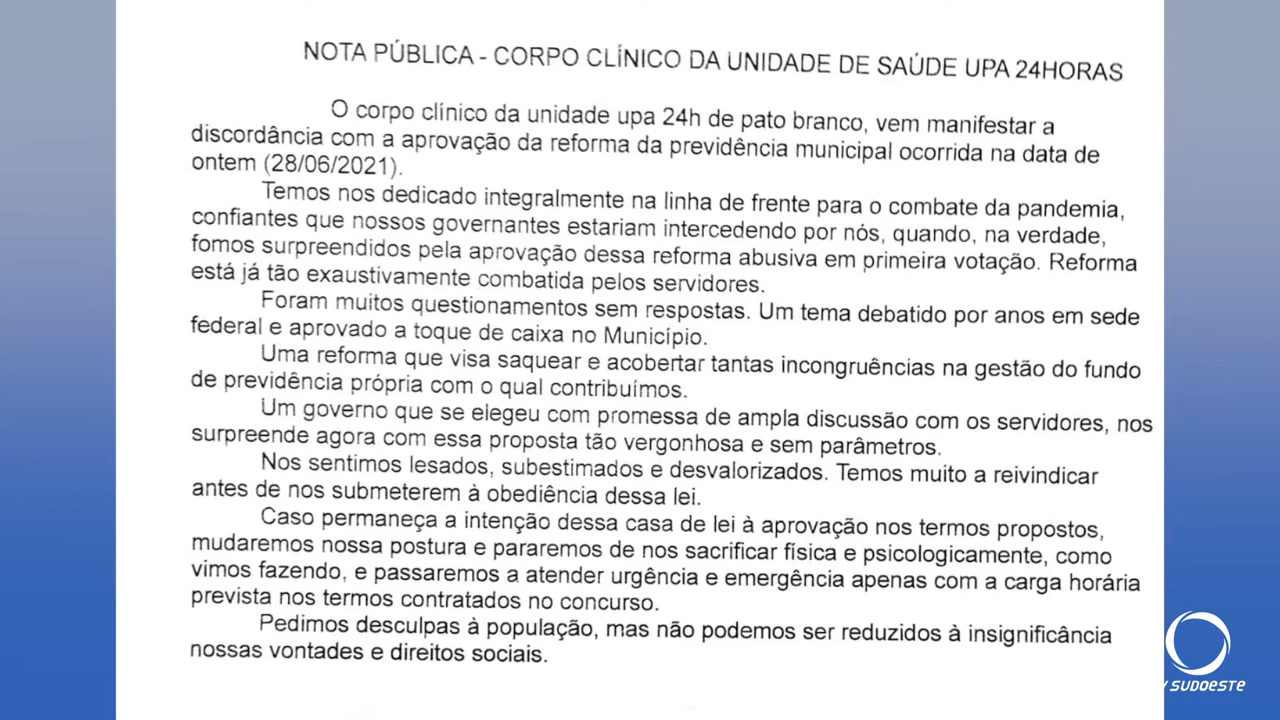 NOTA PÚBLICA - CORPO CLÍNICO DA UNIDADE DE SAÚDE UPA 24HORAS
O corpo clínico da unidade upa 24h de pato branco, vem manifestar a
discordância com a aprovação da reforma da previdência municipal ocorrida na data de
ontem (28/06/2021).
Temos nos dedicado integralmente na linha de frente para o combate da pandemia,
confiantes que nossos governantes estariam intercedendo por nós, quando, na verdade,
fomos surpreendidos pela aprovação dessa reforma abusiva em primeira votação. Reforma
está já tão exaustivamente combatida pelos servidores.
Foram muitos questionamentos sem respostas. Um tema debatido por anos em sede
federal e aprovado a toque de caixa no Município.
Uma reforma que visa saquear e acobertar tantas incongruências na gestão do fundo
de previdência própria com o qual contribuímos.
Um governo que se elegeu com promessa de ampla discussão com os servidores, nos
surpreende agora com essa proposta tão vergonhosa e sem parâmetros.
Nos sentimos lesados, subestimados e desvalorizados. Temos muito a reivindicar
antes de nos submeterem à obediência dessa lei.
Caso permaneça a intenção dessa casa de lei à aprovação nos termos propostos,
mudaremos nossa postura e pararemos de nos sacrificar física e psicologicamente, como
vimos fazendo, e passaremos a atender urgência e emergência apenas com a carga horária
prevista nos termos contratados no concurso.
Pedimos desculpas à população, mas não podemos ser reduzidos à insignificância
nossas vontades e direitos sociais.
SUDOESTE